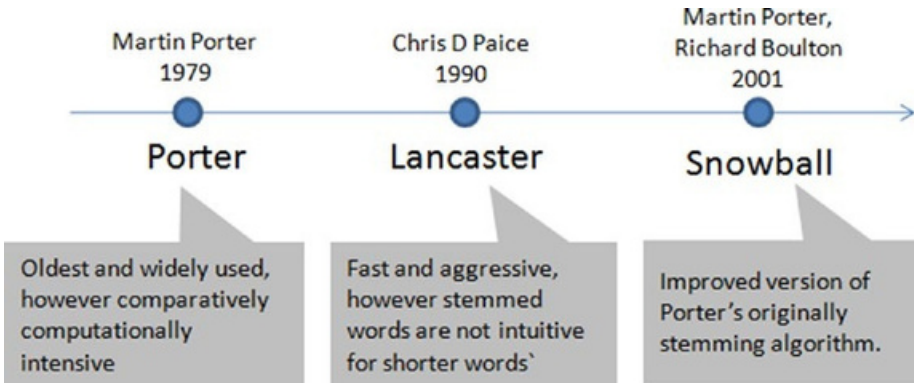 Martin Porter
1979
Porter
Oldest and widely used,
however comparatively
computationally
intensive
Chris D Paice
1990
Lancaster
Fast and aggressive,
however stemmed
words are not intuitive
for shorter words`
Martin Porter,
Richard Boulton
2001
Snowball
Improved version of
Porter’s originally
stemming algorithm.